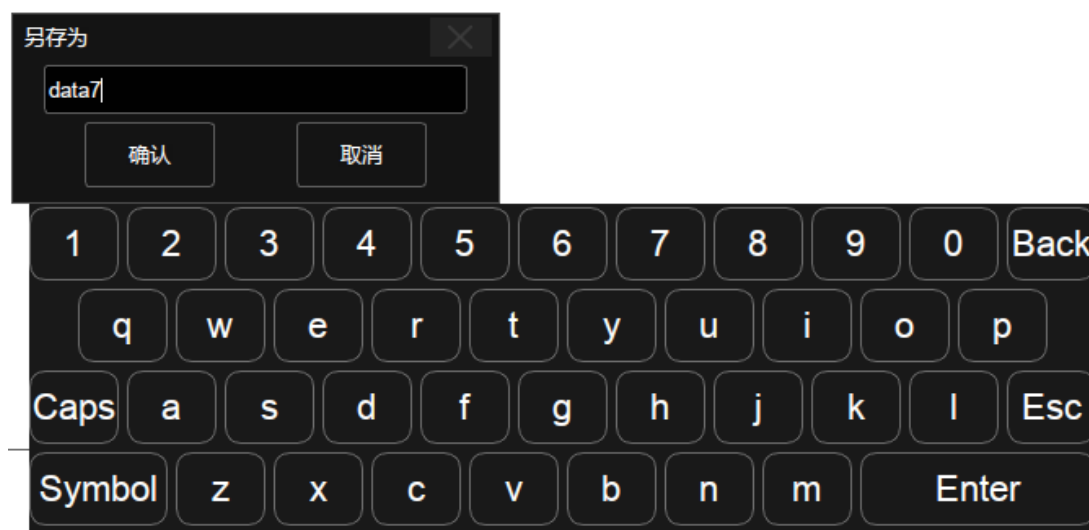 另存为
data7
确认 取消
1 2 3 4 5 6 7 8 9 0 Back
q w e r t y u i o p
Caps a s d f g h j k l Esc
Symbol z x c v b n m Enter